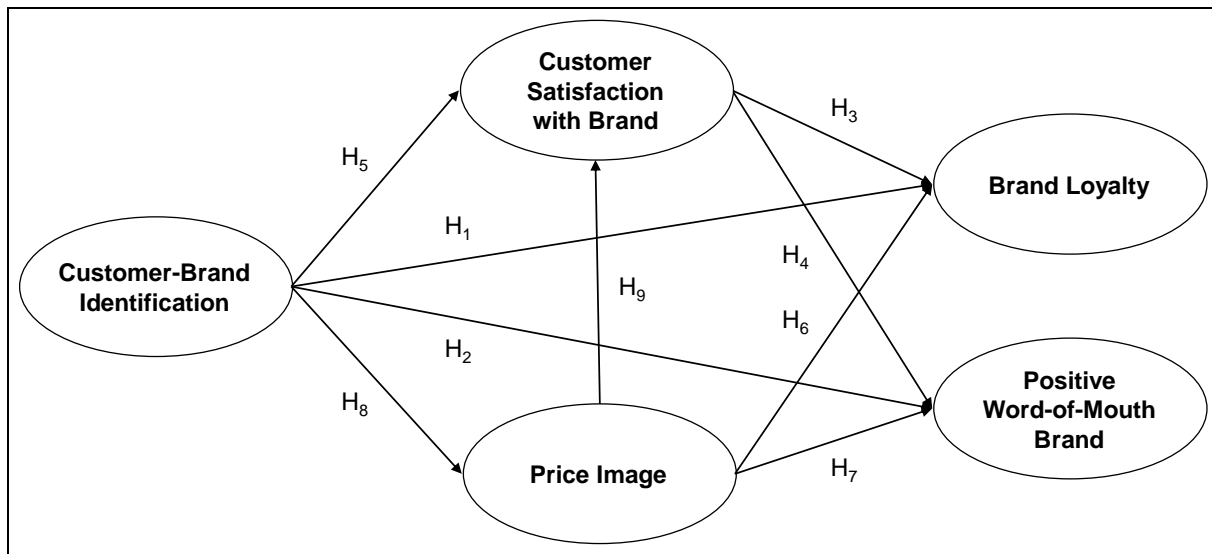 Customer
Satisfaction
with Brand
H₃
Brand Loyalty
H₅
H₁
H₄
Customer-Brand
Identification
H₉
H₆
H₂
Positive
Word-of-Mouth
Brand
H₈
Price Image
H₇